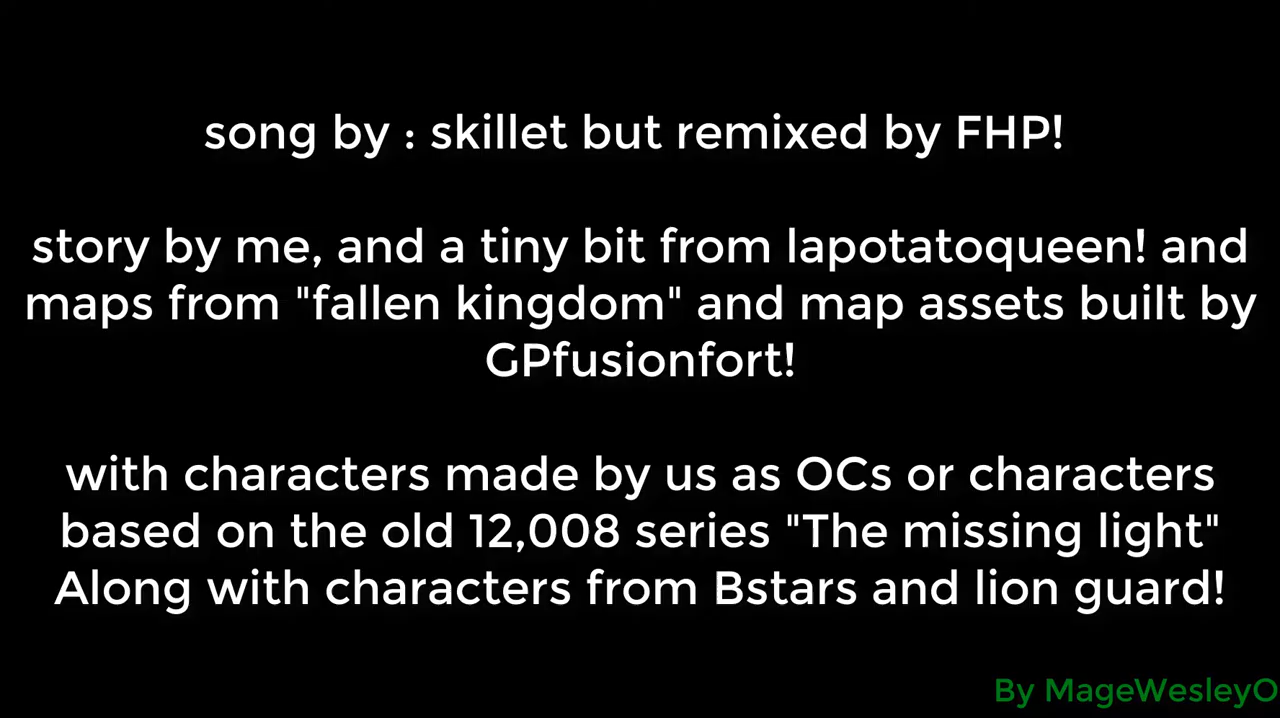 song by : skillet but remixed by FHP!
story by me, and a tiny bit from lapotatoqueen! and
maps from "fallen kingdom" and map assets built by
GPfusionfort!
with characters made by us as OCs or characters
based on the old 12,008 series "The missing light"
Along with characters from Bstars and lion guard!
By MageWesleyO